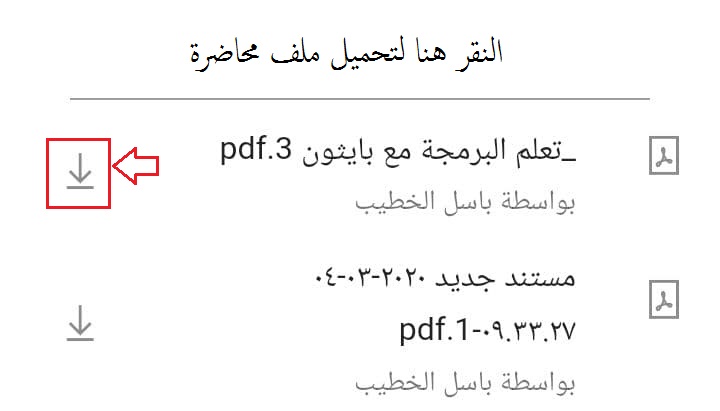 النقر هنا لتحميل ملف محاضرة
_تعلم البرمجة مع بايثون 3.pdf
بواسطة باسل الخطيب
مستند جديد ٢٠٢٠-٠٣-٠٤
٠٩.٣٣.٢٧-1.pdf
بواسطة باسل الخطيب